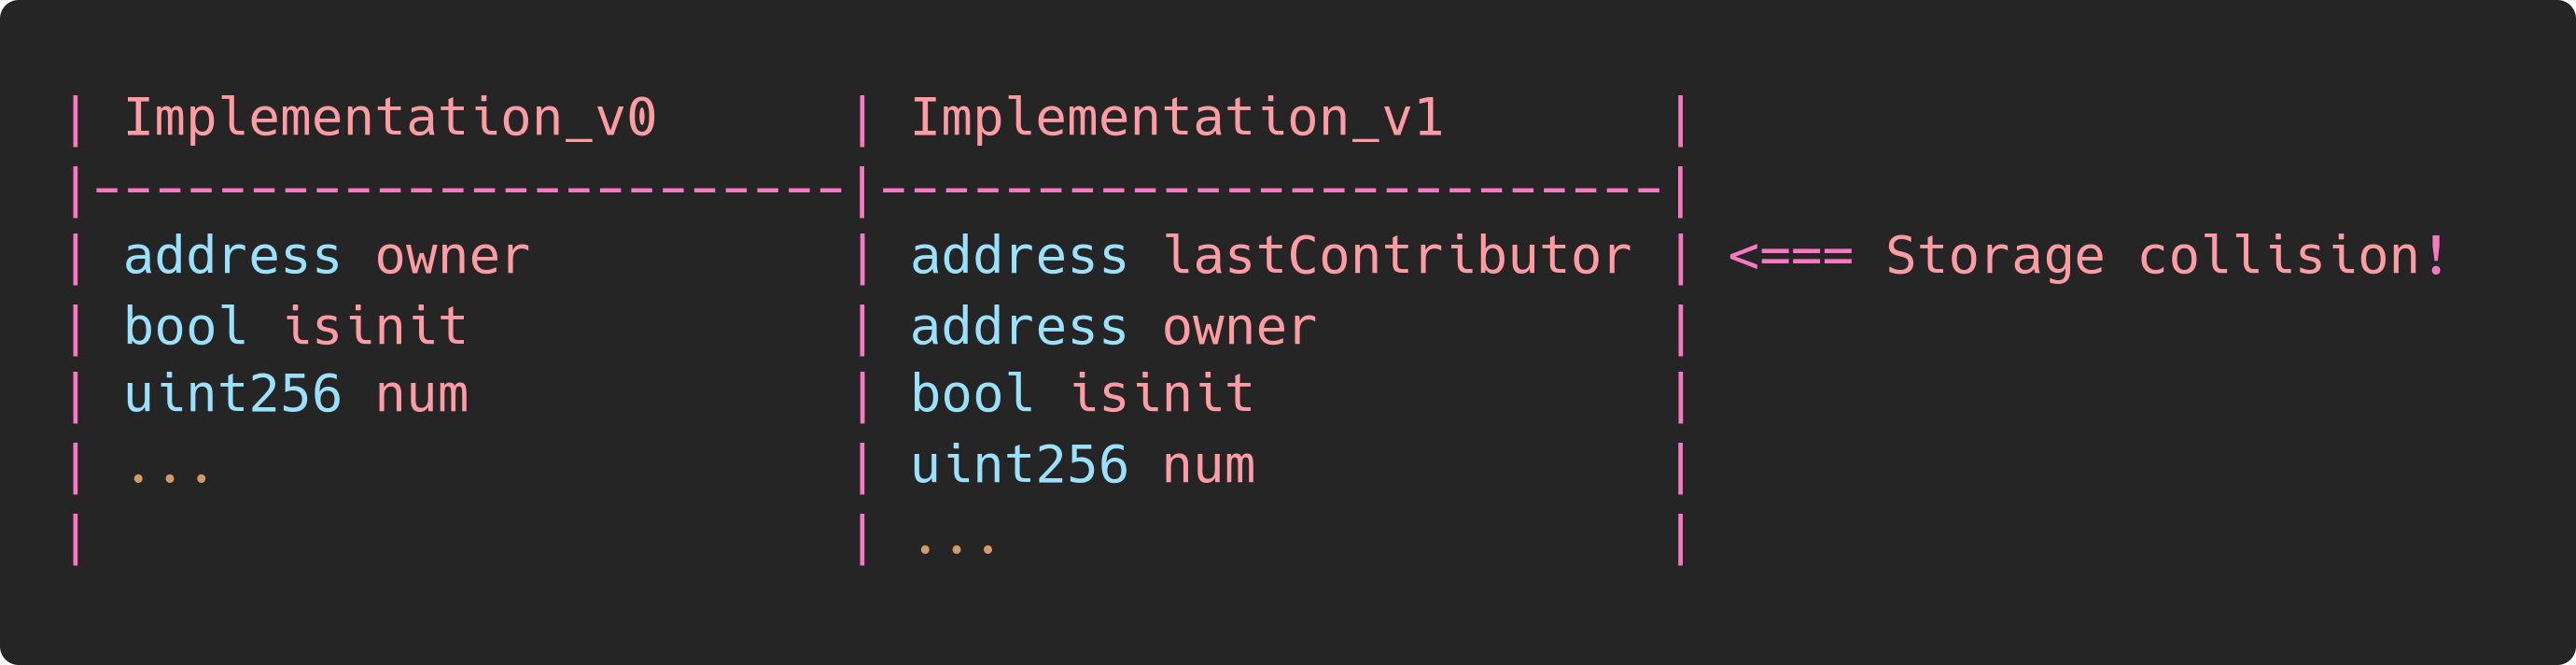 | Implementation_v0      | Implementation_v1       |
|------------------------|-------------------------|
| address owner          | address lastContributor | <=== Storage collision!
| bool isinit            | address owner           |
| uint256 num            | bool isinit             |
| ...                    | uint256 num             |
|                        | ...                     |